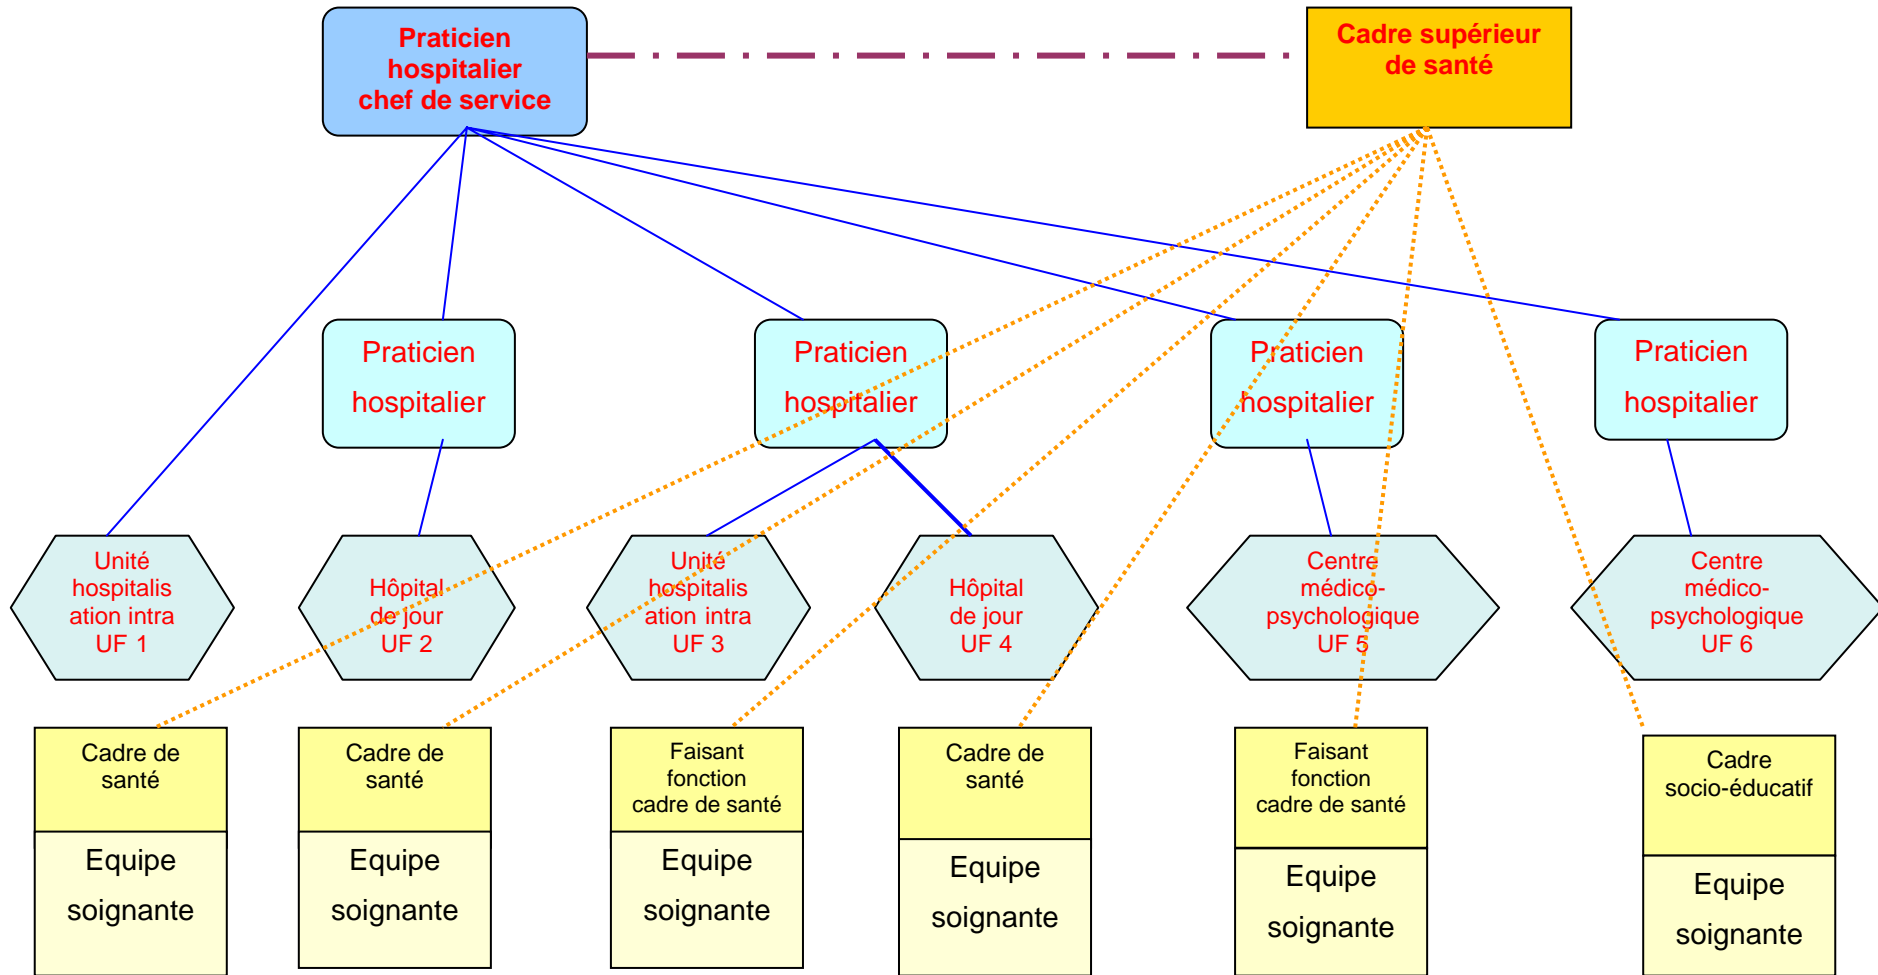 Praticien
hospitalier
chef de service
Cadre supérieur
de santé
Praticien
hospitalier
Praticien
hospitalier
Praticien
hospitalier
Praticien
hospitalier
Unité
hospitalis
ation intra
UF 1
Hôpital
de jour
UF 2
Unité
hospitalis
ation intra
UF 3
Hôpital
de jour
UF 4
Centre
médico-
psychologique
UF 5
Centre
médico-
psychologique
UF 6
Cadre de
santé
Equipe
soignante
Cadre de
santé
Equipe
soignante
Faisant
fonction
cadre de santé
Equipe
soignante
Cadre de
santé
Equipe
soignante
Faisant
fonction
cadre de santé
Equipe
soignante
Cadre
socio-éducatif
Equipe
soignante